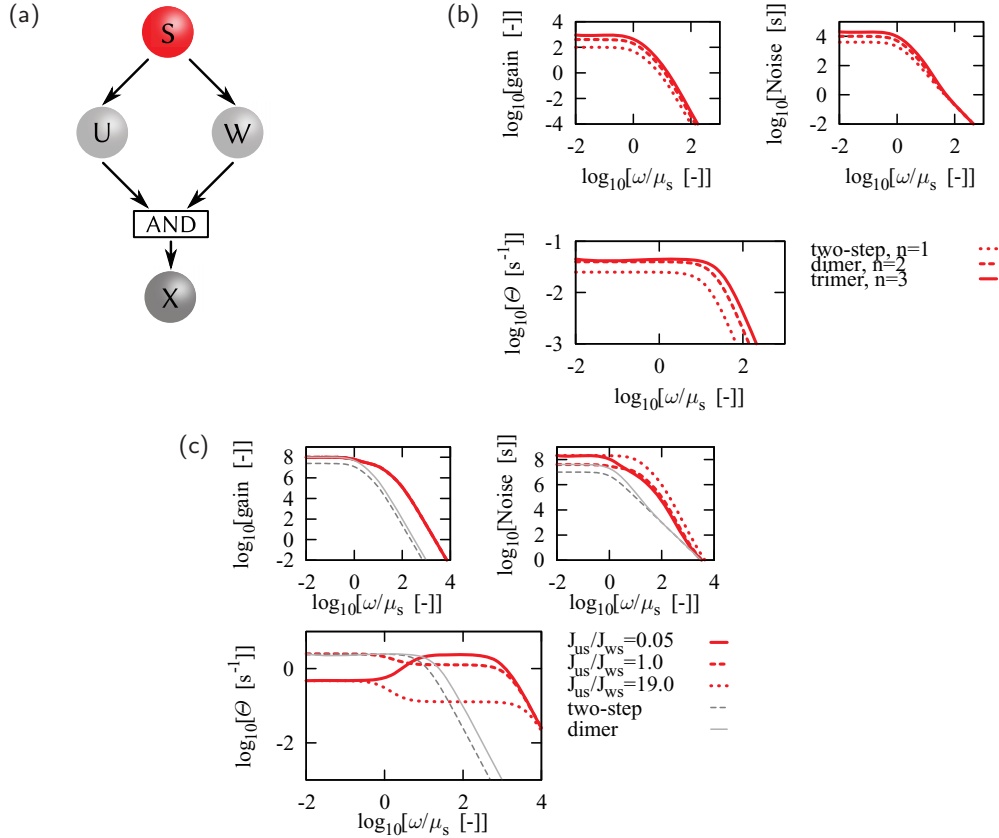 (a)
S
U
W
AND
X
(b)
log10[gain [-]]
4
2
0
-2
-4
-2 0 2
log10[ω/μs [-]]
log10[Noise [s]]
4
2
0
-2
-2 0 2
log10[ω/μs [-]]
log10[Θ [s⁻¹]]
-1
-2
-3
-2 0 2
log10[ω/μs [-]]
two-step, n=1
dimer, n=2
trimer, n=3
(c)
log10[gain [-]]
8
6
4
2
0
-2
-2 0 2 4
log10[ω/μs [-]]
log10[Noise [s]]
8
6
4
2
0
-2 0 2 4
log10[ω/μs [-]]
log10[Θ [s⁻¹]]
0
-2
-2 0 2 4
log10[ω/μs [-]]
Jus/Jws=0.05
Jus/Jws=1.0
Jus/Jws=19.0
two-step
dimer